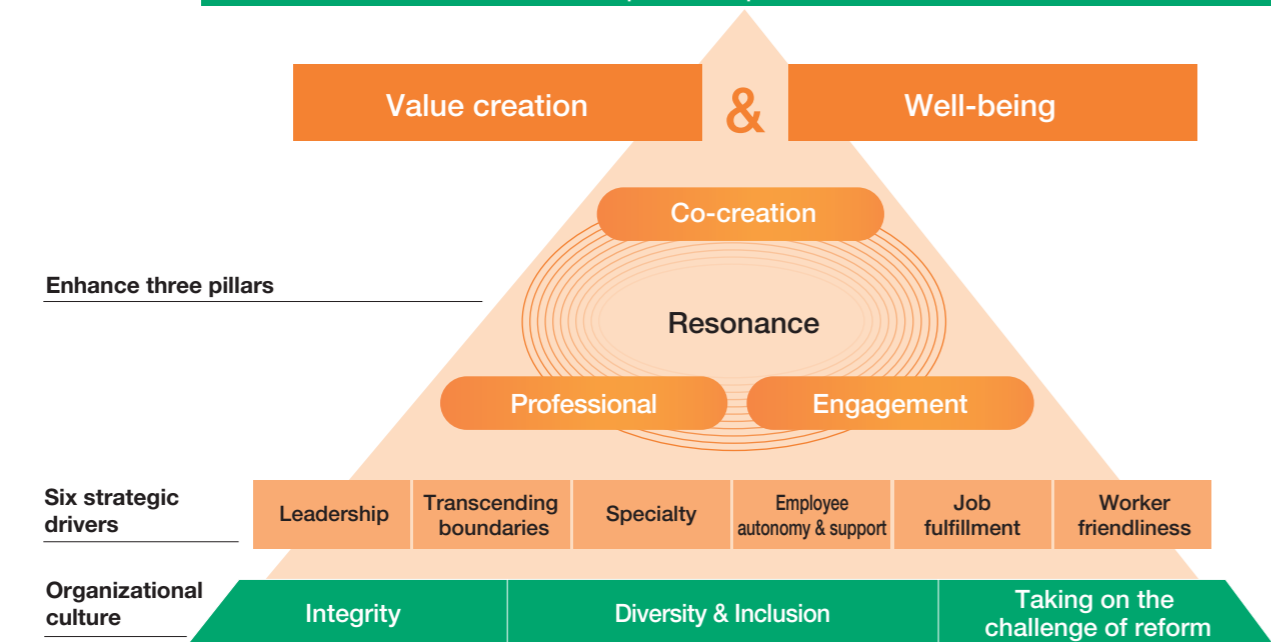 Value creation
&
Well-being
Co-creation
Enhance three pillars
Resonance
Professional
Engagement
Six strategic
drivers
Leadership
Transcending
boundaries
Specialty
Employee
autonomy & support
Job
fulfillment
Worker
friendliness
Organizational
culture
Integrity
Diversity & Inclusion
Taking on the
challenge of reform